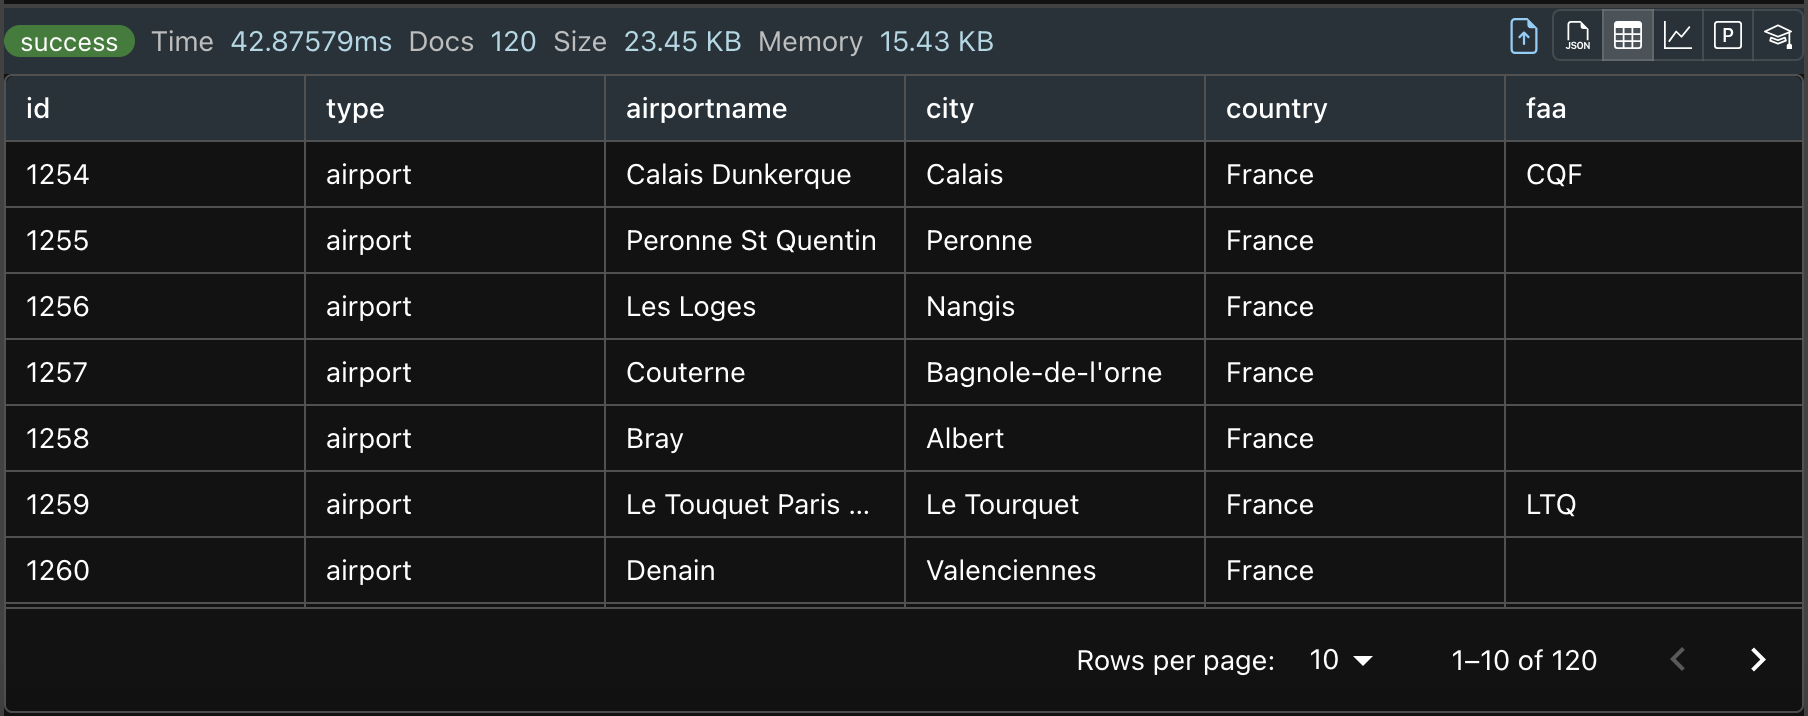 success Time 42.87579ms Docs 120 Size 23.45 KB Memory 15.43 KB JSON P
id type airportname city country faa
1254 airport Calais Dunkerque Calais France CQF
1255 airport Peronne St Quentin Peronne France
1256 airport Les Loges Nangis France
1257 airport Couterne Bagnole-de-l'orne France
1258 airport Bray Albert France
1259 airport Le Touquet Paris ... Le Tourquet France LTQ
1260 airport Denain Valenciennes France
Rows per page: 10 1–10 of 120